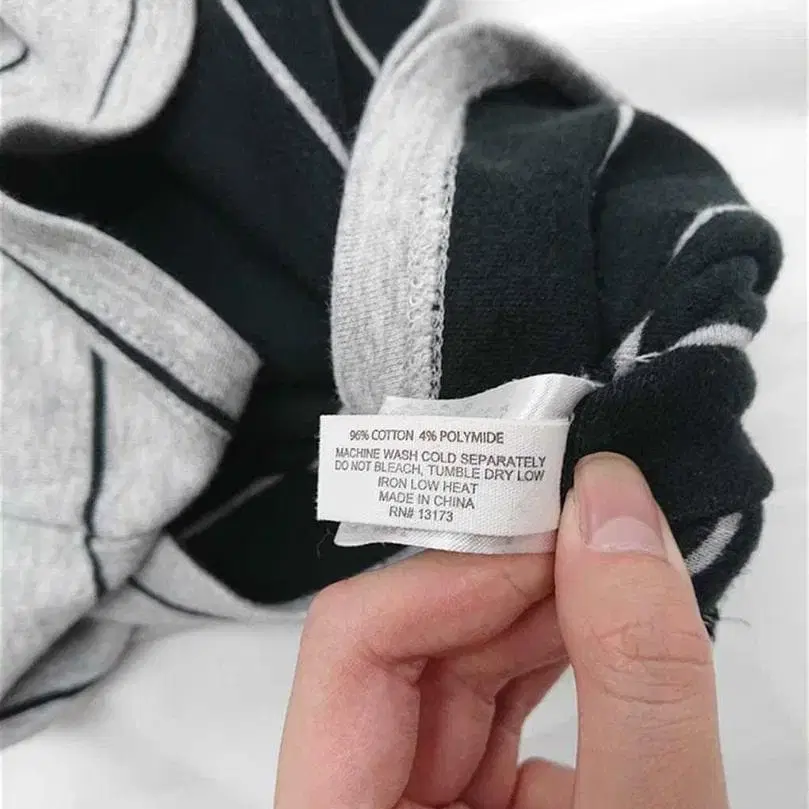 96% COTTON 4% POLYMIDE
MACHINE WASH COLD SEPARATELY
DO NOT BLEACH, TUMBLE DRY LOW
IRON LOW HEAT
MADE IN CHINA
RN# 13173